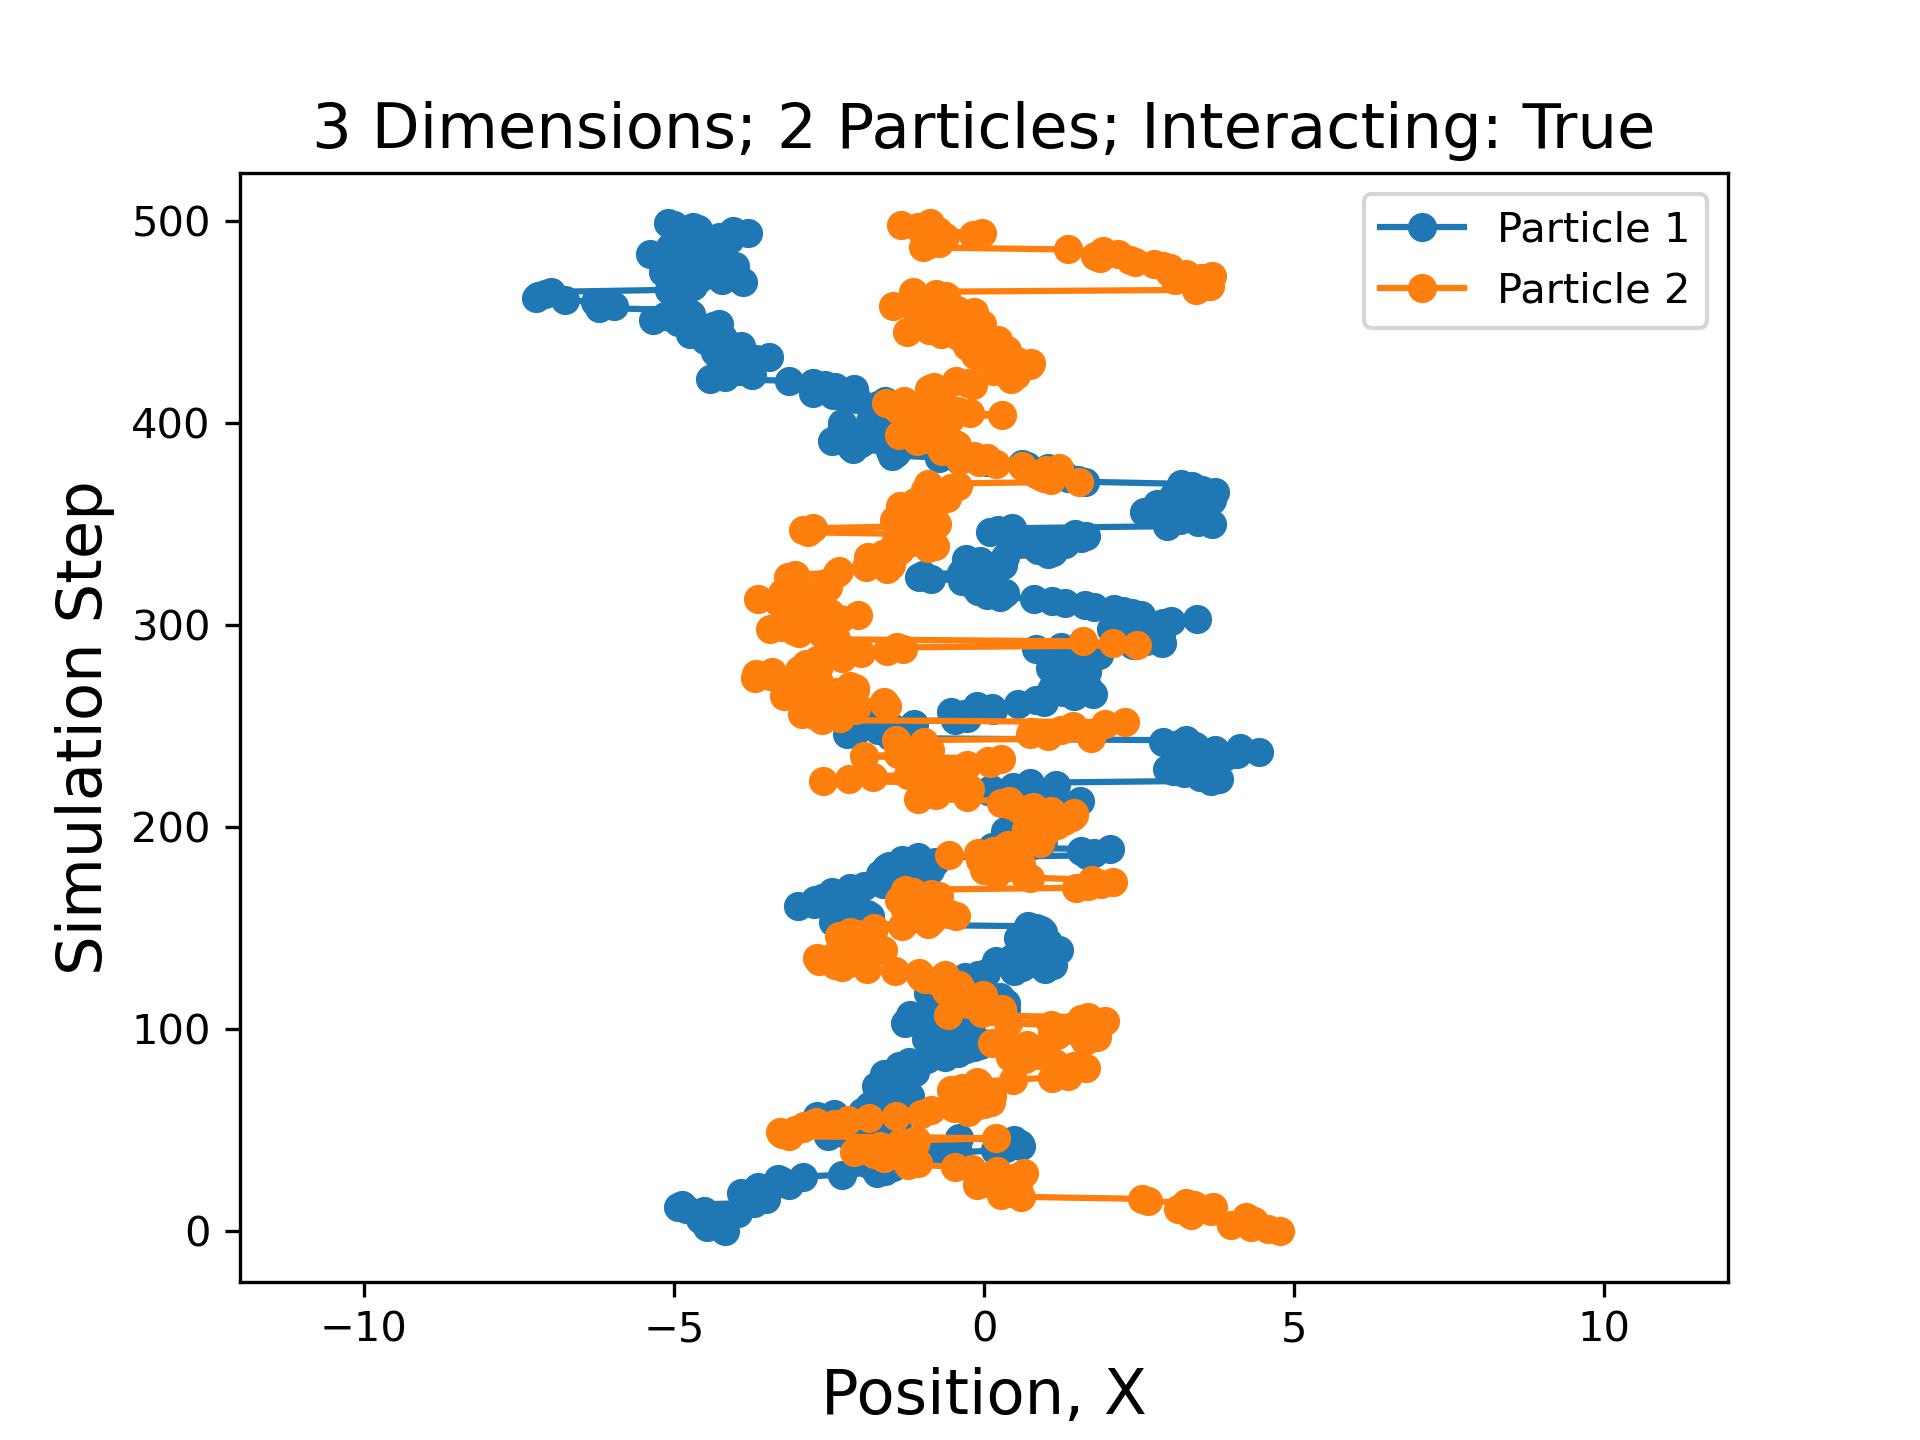 3 Dimensions; 2 Particles; Interacting: True
Particle 1
Particle 2
Simulation Step
500
400
300
200
100
0
−10
−5
0
5
10
Position, X